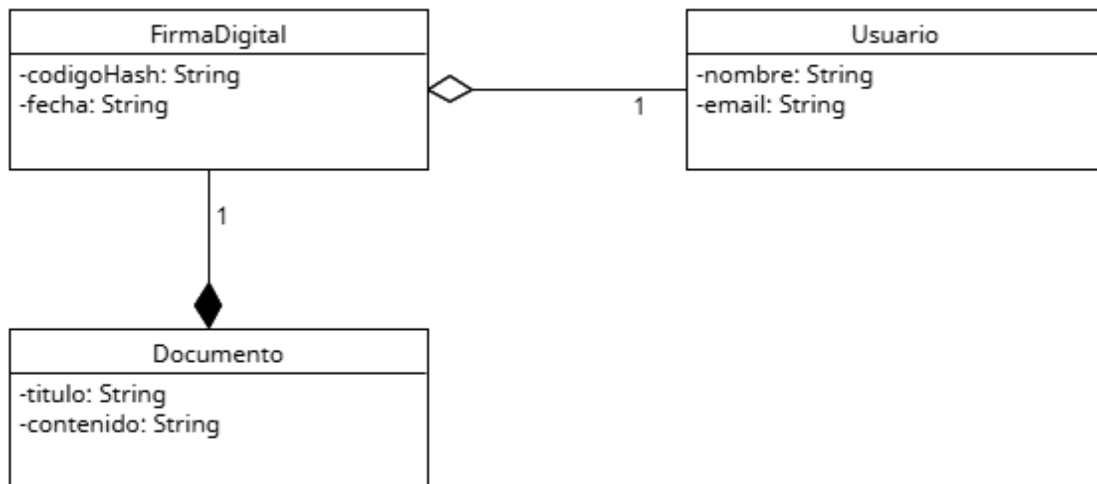 FirmaDigital
-codigoHash: String
-fecha: String
Usuario
-nombre: String
-email: String
1
1
Documento
-titulo: String
-contenido: String